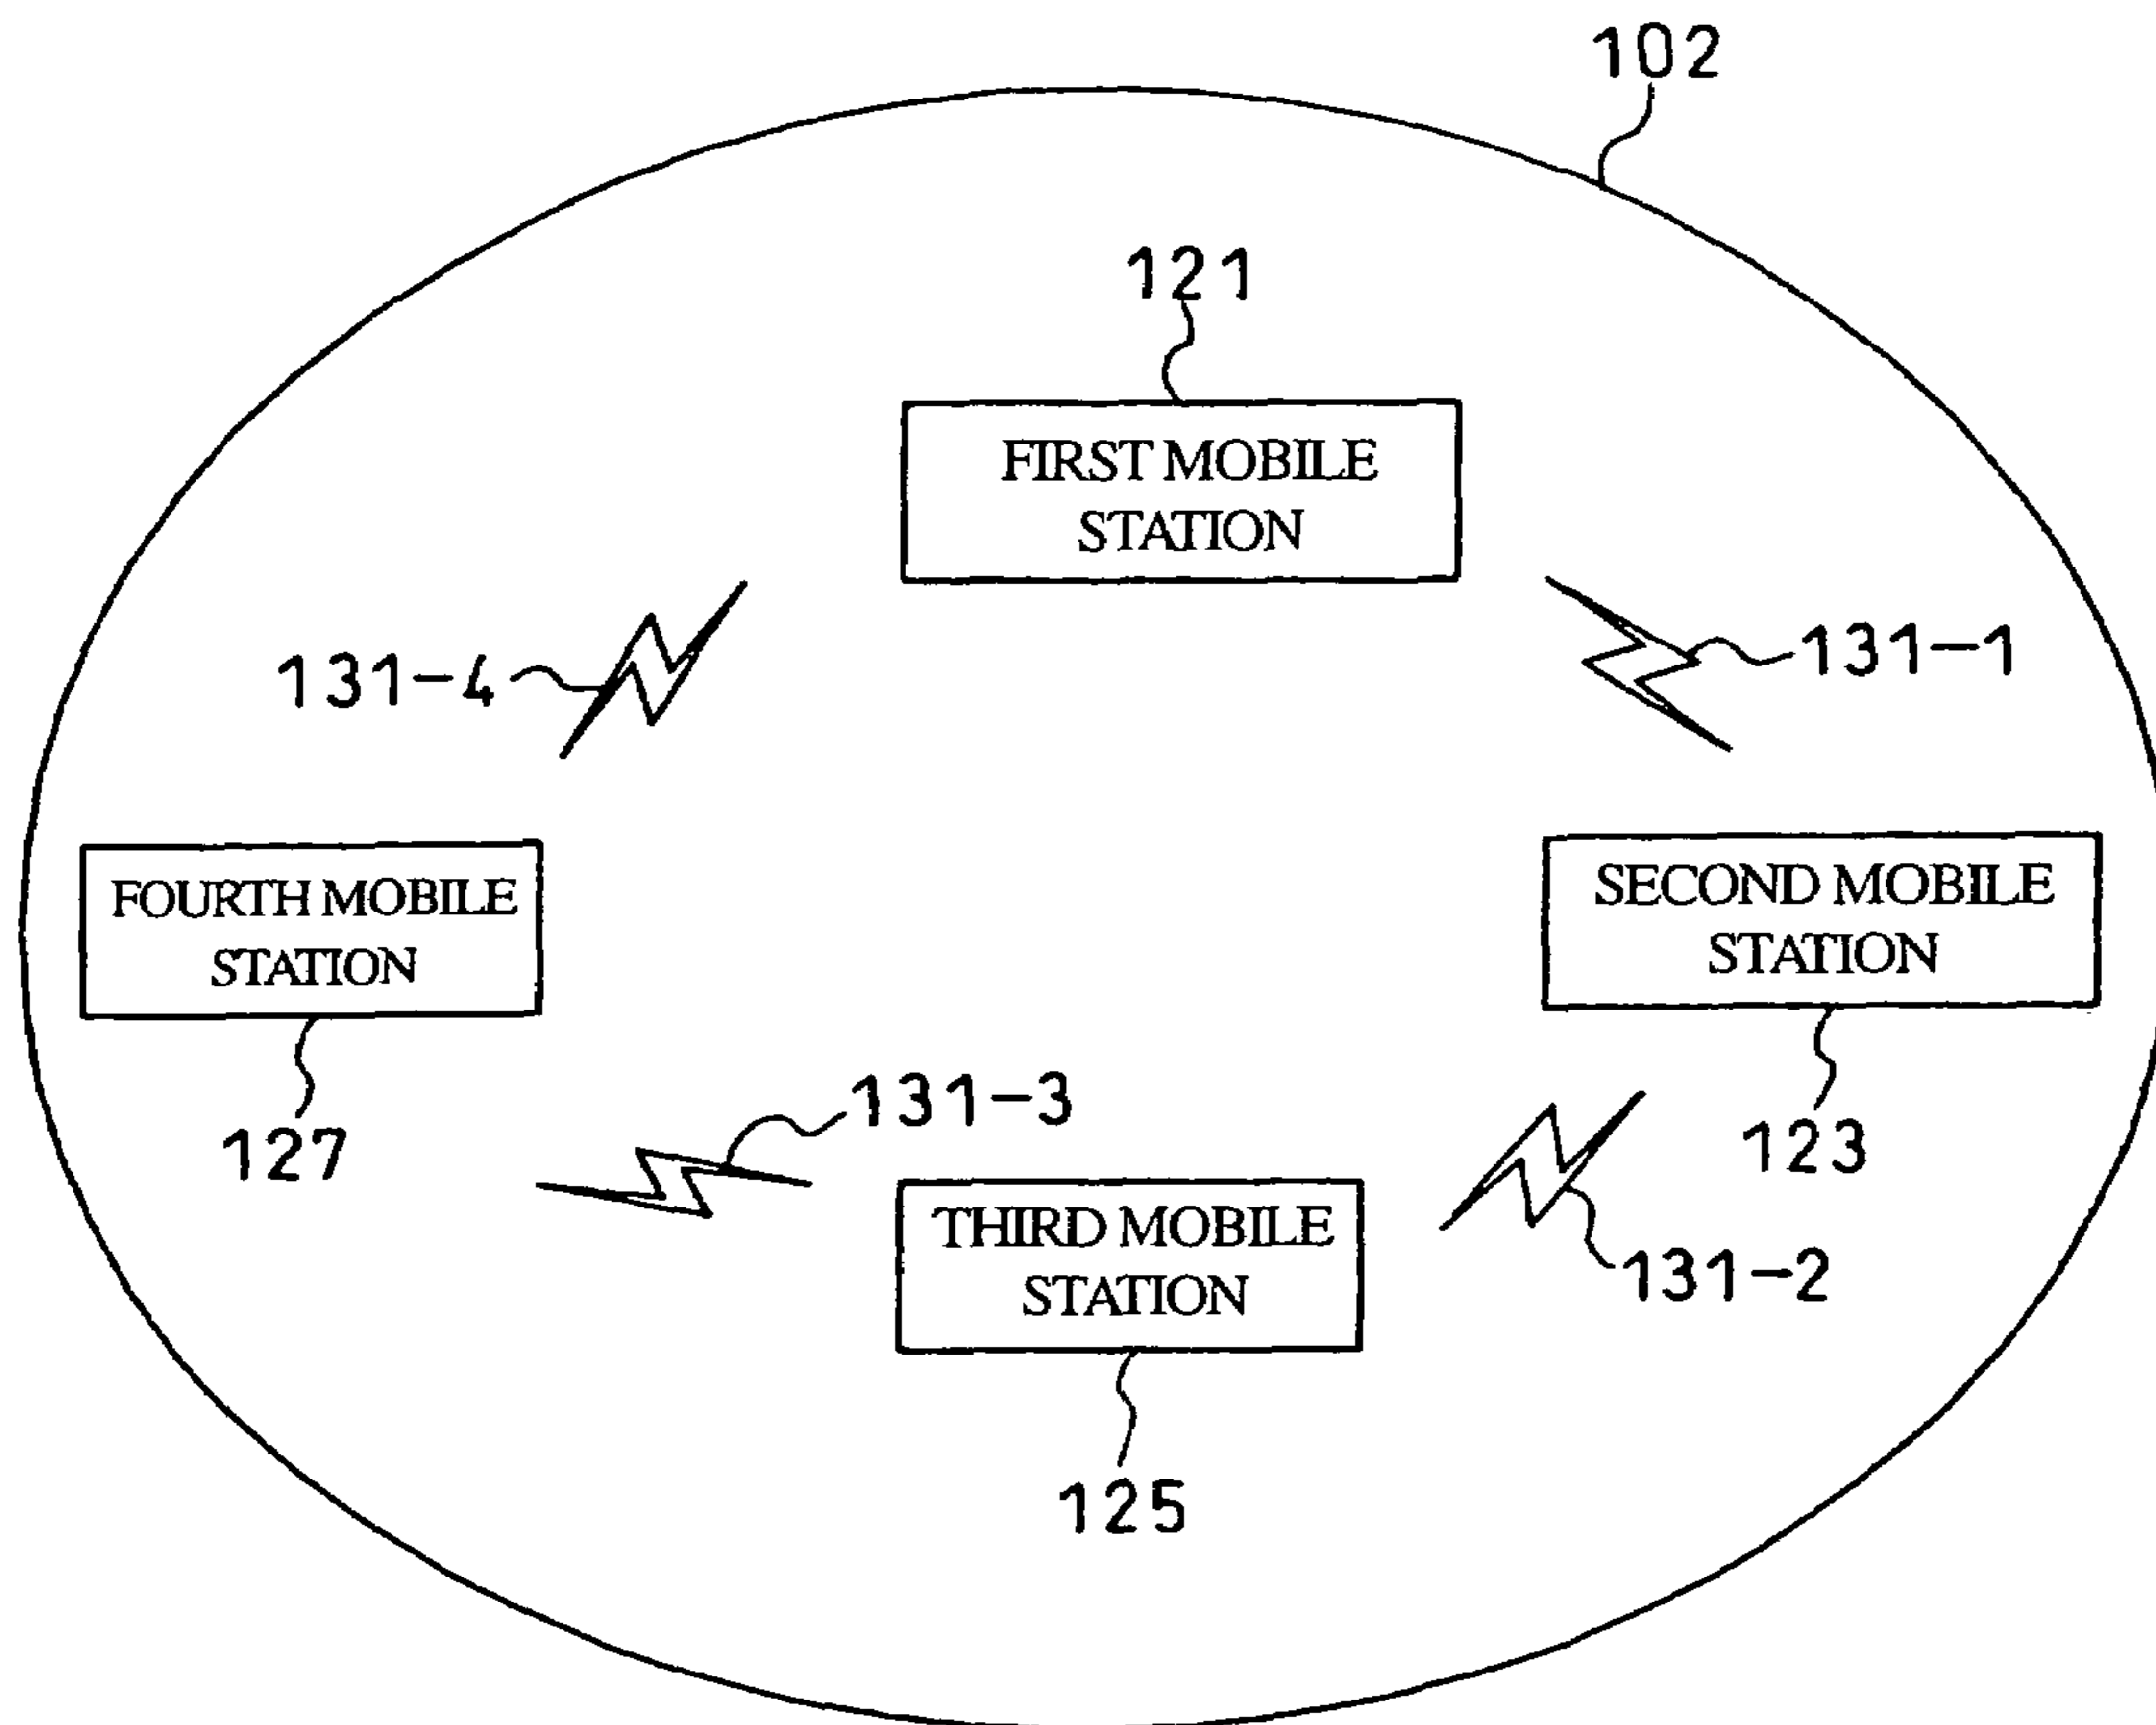 102
121
FIRST MOBILE
STATION
131-4
131-1
FOURTH MOBILE
STATION
SECOND MOBILE
STATION
131-3
127
123
THIRD MOBILE
STATION
131-2
125